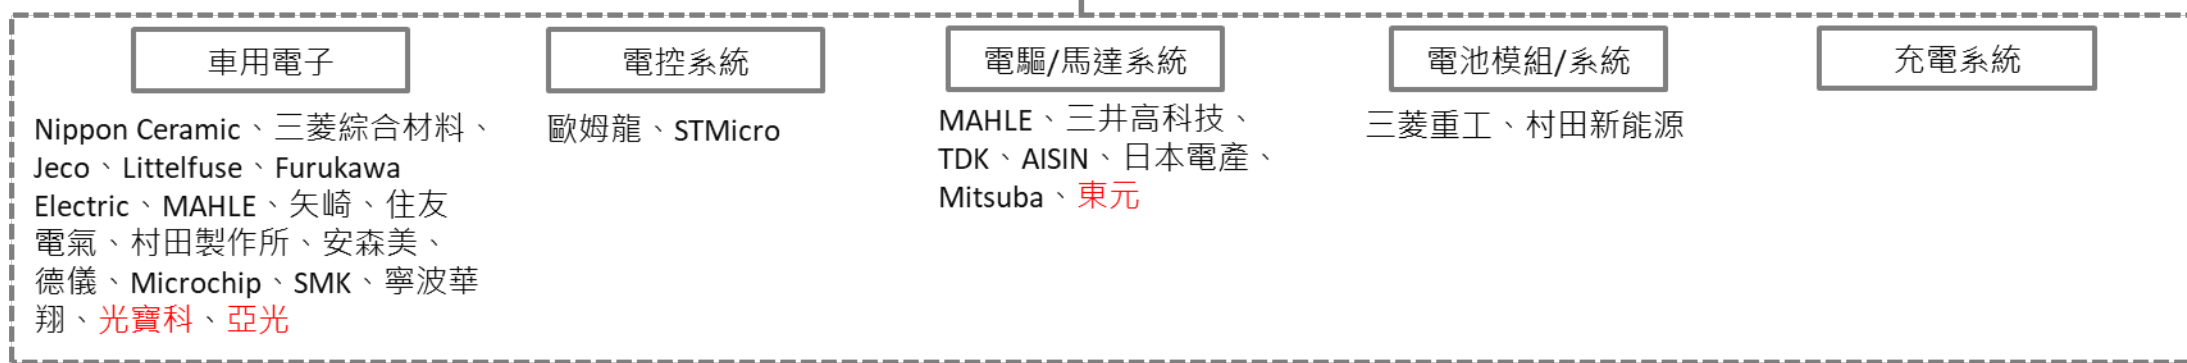 車用電子
Nippon Ceramic、三菱綜合材料、
Jeco、Littelfuse、Furukawa
Electric、MAHLE、矢崎、住友
電氣、村田製作所、安森美、
德儀、Microchip、SMK、寧波華
翔、光寶科、亞光
電控系統
歐姆龍、STMicro
電驅/馬達系統
MAHLE、三井高科技、
TDK、AISIN、日本電產、
Mitsuba、東元
電池模組/系統
三菱重工、村田新能源
充電系統